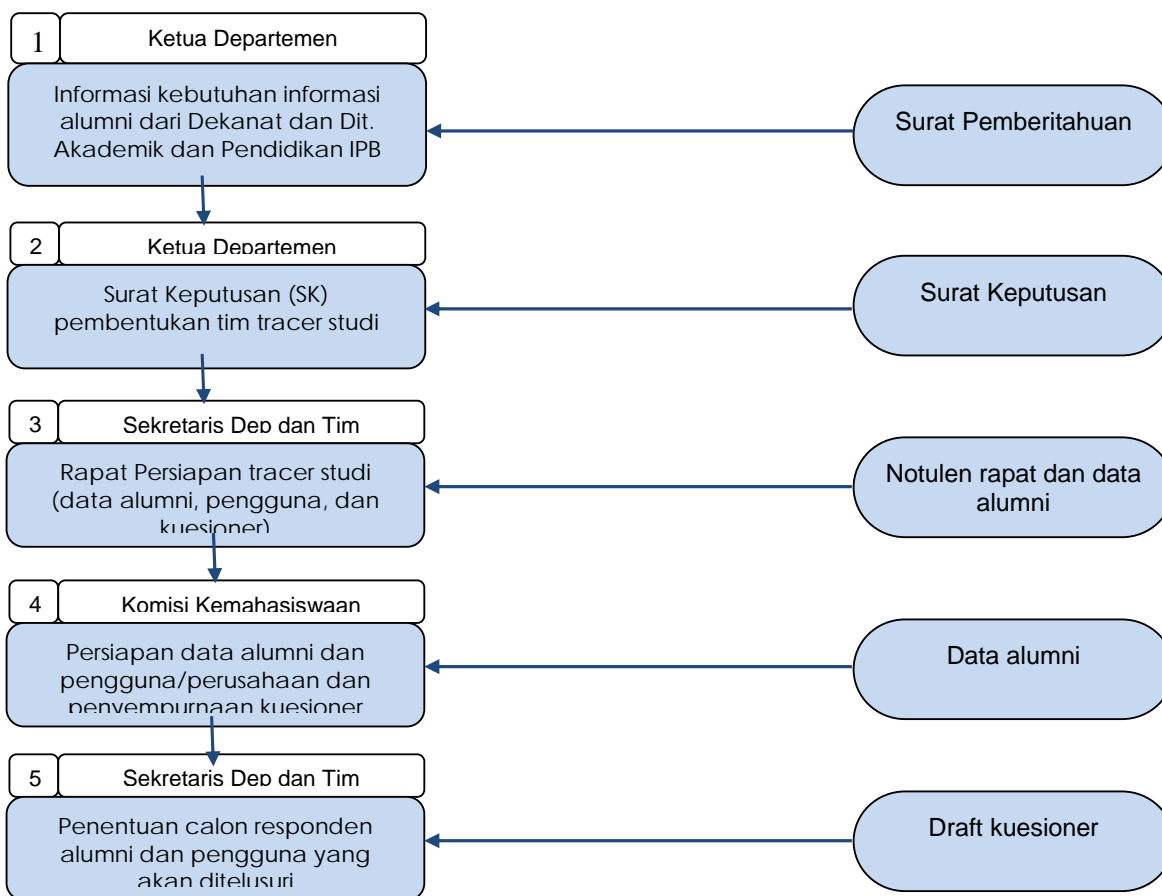 1
Ketua Departemen
Informasi kebutuhan informasi
alumni dari Dekanat dan Dit.
Akademik dan Pendidikan IPB
Surat Pemberitahuan
2
Ketua Departemen
Surat Keputusan (SK)
pembentukan tim tracer studi
Surat Keputusan
3
Sekretaris Dep dan Tim
Rapat Persiapan tracer studi
(data alumni, pengguna, dan
kuesioner)
Notulen rapat dan data
alumni
4
Komisi Kemahasiswaan
Persiapan data alumni dan
pengguna/perusahaan dan
penyempurnaan kuesioner
Data alumni
5
Sekretaris Dep dan Tim
Penentuan calon responden
alumni dan pengguna yang
akan ditelusuri
Draft kuesioner